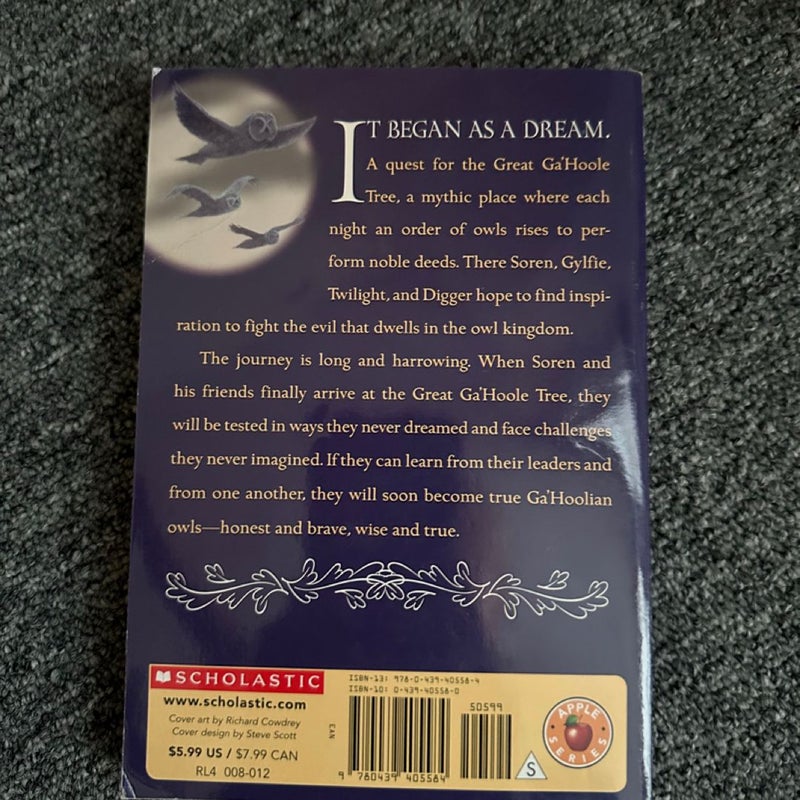 IT BEGAN AS A DREAM.
A quest for the Great Ga'Hoole
Tree, a mythic place where each
night an order of owls rises to per-
form noble deeds. There Soren, Gylfie,
Twilight, and Digger hope to find inspi-
ration to fight the evil that dwells in the owl kingdom.
The journey is long and harrowing. When Soren and
his friends finally arrive at the Great Ga'Hoole Tree, they
will be tested in ways they never dreamed and face challenges
they never imagined. If they can learn from their leaders and
from one another, they will soon become true Ga'Hoolian
owls—honest and brave, wise and true.
SCHOLASTIC
www.scholastic.com
Cover art by Richard Cowdrey
Cover design by Steve Scott
$5.99 US / $7.99 CAN
RL4 008-012
ISBN-13: 978-0-439-40558-4
ISBN-10: 0-439-40558-0
EAN
50599
9 780439 405584
S
APPLE
SERIES